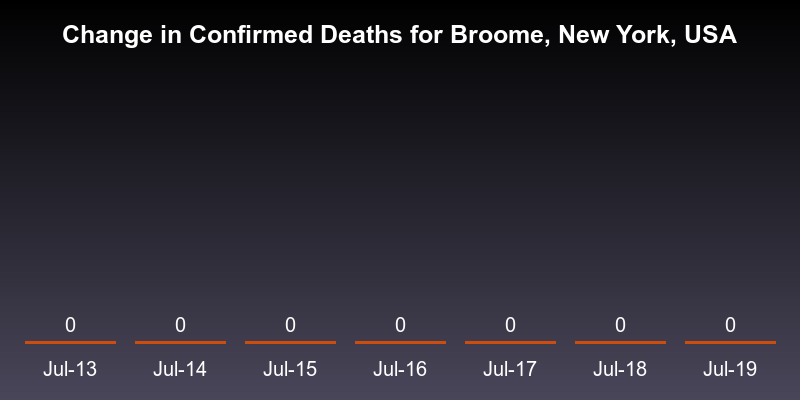 Change in Confirmed Deaths for Broome, New York, USA
0 0 0 0 0 0 0
Jul-13 Jul-14 Jul-15 Jul-16 Jul-17 Jul-18 Jul-19